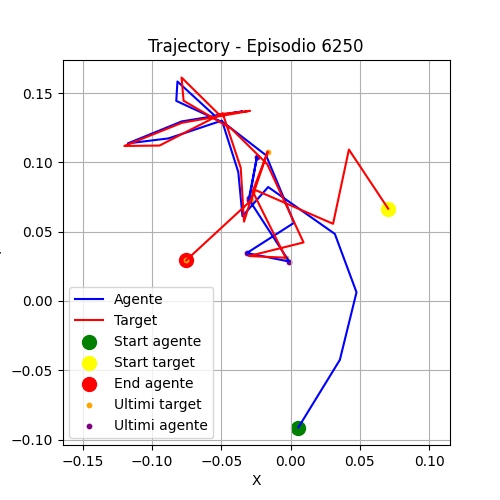 Trajectory - Episodio 6250
0.15
0.10
0.05
0.00
−0.05
−0.10
−0.15
−0.10
−0.05
0.00
0.05
0.10
X
Agente
Target
Start agente
Start target
End agente
Ultimi target
Ultimi agente